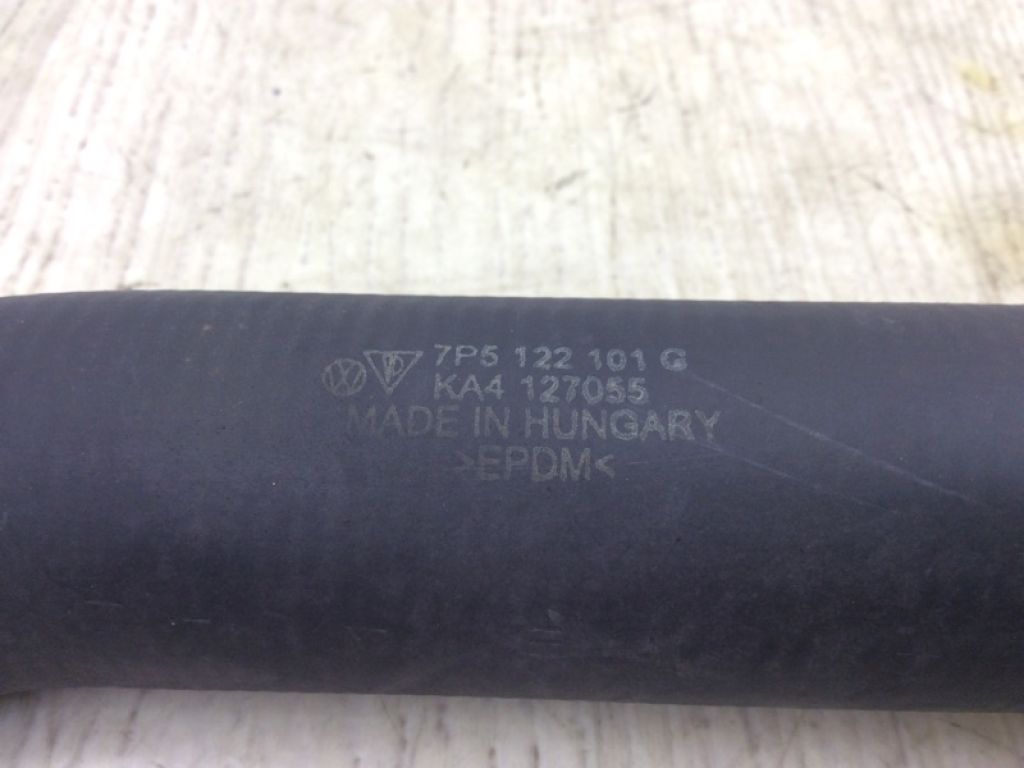 7P5 122 101 G
KA4 127055
MADE IN HUNGARY
>EPDM<